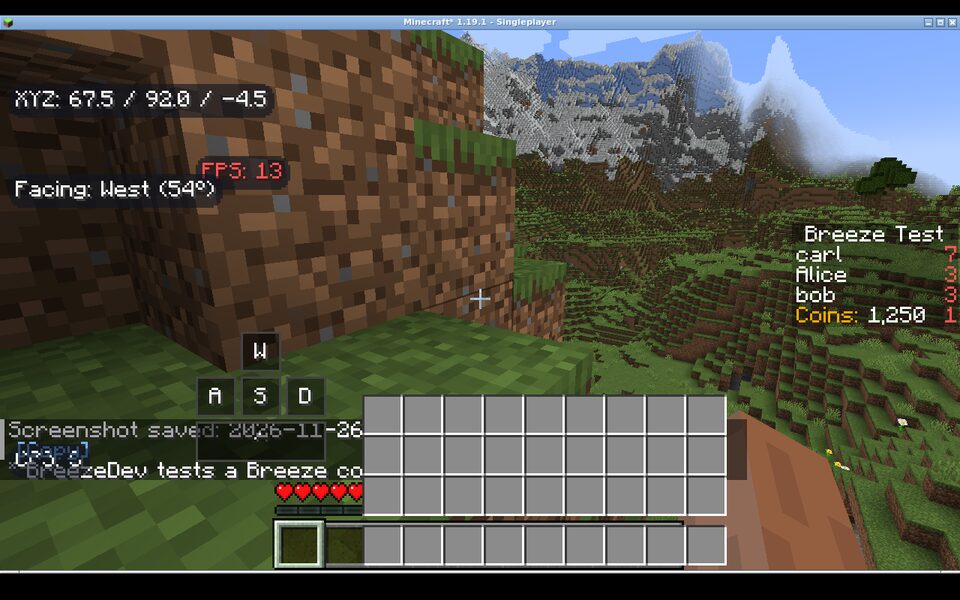 Minecraft* 1.19.1 - Singleplayer
XYZ: 67.5 / 92.0 / -4.5
FPS: 13
Facing: West (54°)
Breeze Test
carl 7
Alice 3
bob 3
Coins: 1,250 1
W
A S D
Screenshot saved: 2026-11-26
[Copy]
* BreezeDev tests a Breeze co